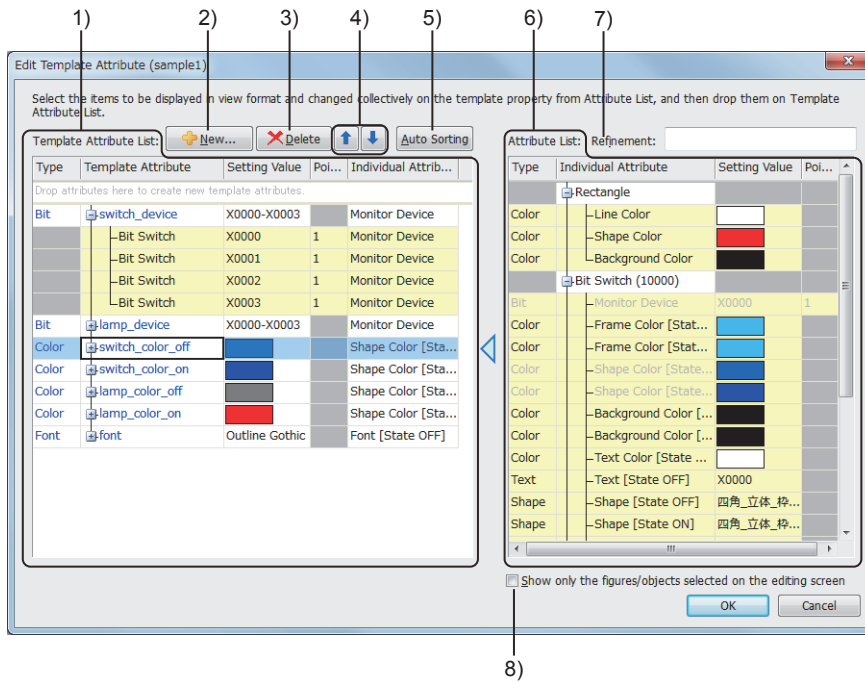 1) 2) 3) 4) 5) 6) 7)
Edit Template Attribute (sample1)
x
Select the items to be displayed in view format and changed collectively on the template property from Attribute List, and then drop them on Template
Attribute List.
Template Attribute List: New... Delete Auto Sorting Attribute List: Refinement:
Type Template Attribute Setting Value Poi... Individual Attrib... Type Individual Attribute Setting Value Poi...
Drop attributes here to create new template attributes. Rectangle
Bit switch_device X0000-X0003 Monitor Device Color Line Color
Bit Switch X0000 1 Monitor Device Color Shape Color
Bit Switch X0001 1 Monitor Device Color Background Color
Bit Switch X0002 1 Monitor Device Bit Switch (10000)
Bit Switch X0003 1 Monitor Device Bit Monitor Device X0000 1
Bit lamp_device X0000-X0003 Monitor Device Color Frame Color [Stat...
Color switch_color_off Shape Color [Sta... Color Frame Color [Stat...
Color switch_color_on Shape Color [Sta... Color Shape Color [State...
Color lamp_color_off Shape Color [Sta... Color Shape Color [State...
Color lamp_color_on Shape Color [Sta... Color Background Color [...
Font font Outline Gothic Font [State OFF] Color Background Color [...
Color Text Color [State ...
Text Text [State OFF] X0000
Shape Shape [State OFF] 四角_立体_枠...
Shape Shape [State ON] 四角_立体_枠...
Show only the figures/objects selected on the editing screen
OK Cancel
8)